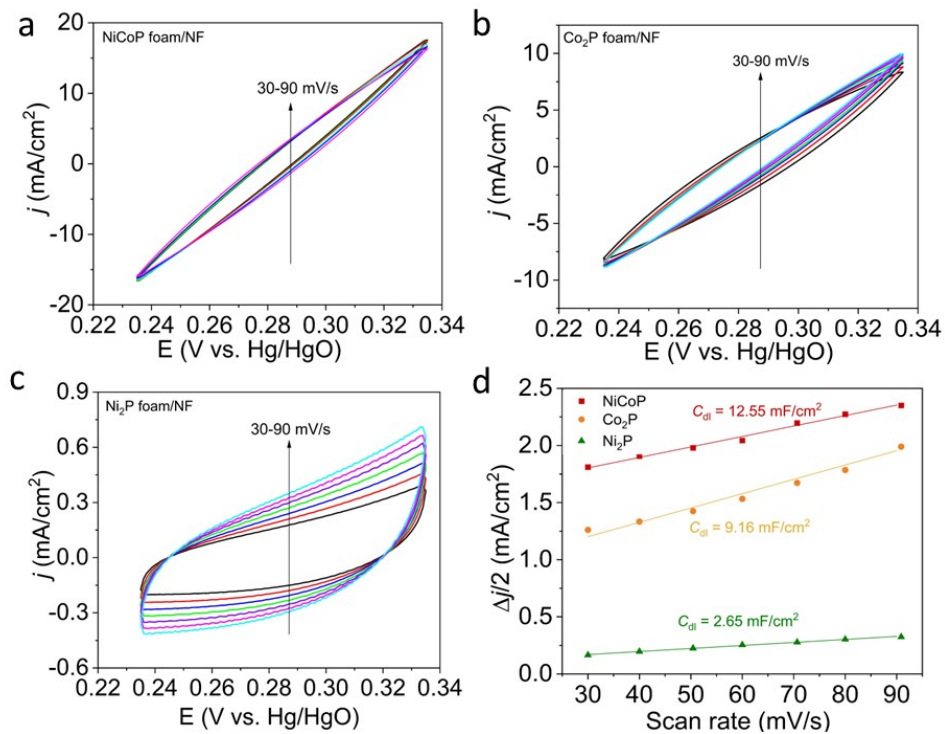 a
NiCoP foam/NF
30-90 mV/s
20
10
0
-10
-20
j (mA/cm²)
0.22 0.24 0.26 0.28 0.30 0.32 0.34
E (V vs. Hg/HgO)
b
Co₂P foam/NF
30-90 mV/s
10
5
0
-5
-10
j (mA/cm²)
0.22 0.24 0.26 0.28 0.30 0.32 0.34
E (V vs. Hg/HgO)
c
Ni₂P foam/NF
30-90 mV/s
0.9
0.6
0.3
0.0
-0.3
-0.6
j (mA/cm²)
0.22 0.24 0.26 0.28 0.30 0.32 0.34
E (V vs. Hg/HgO)
d
NiCoP
Co₂P
Ni₂P
Cdl = 12.55 mF/cm²
Cdl = 9.16 mF/cm²
Cdl = 2.65 mF/cm²
2.5
2.0
1.5
1.0
0.5
0.0
Δj/2 (mA/cm²)
30 40 50 60 70 80 90
Scan rate (mV/s)